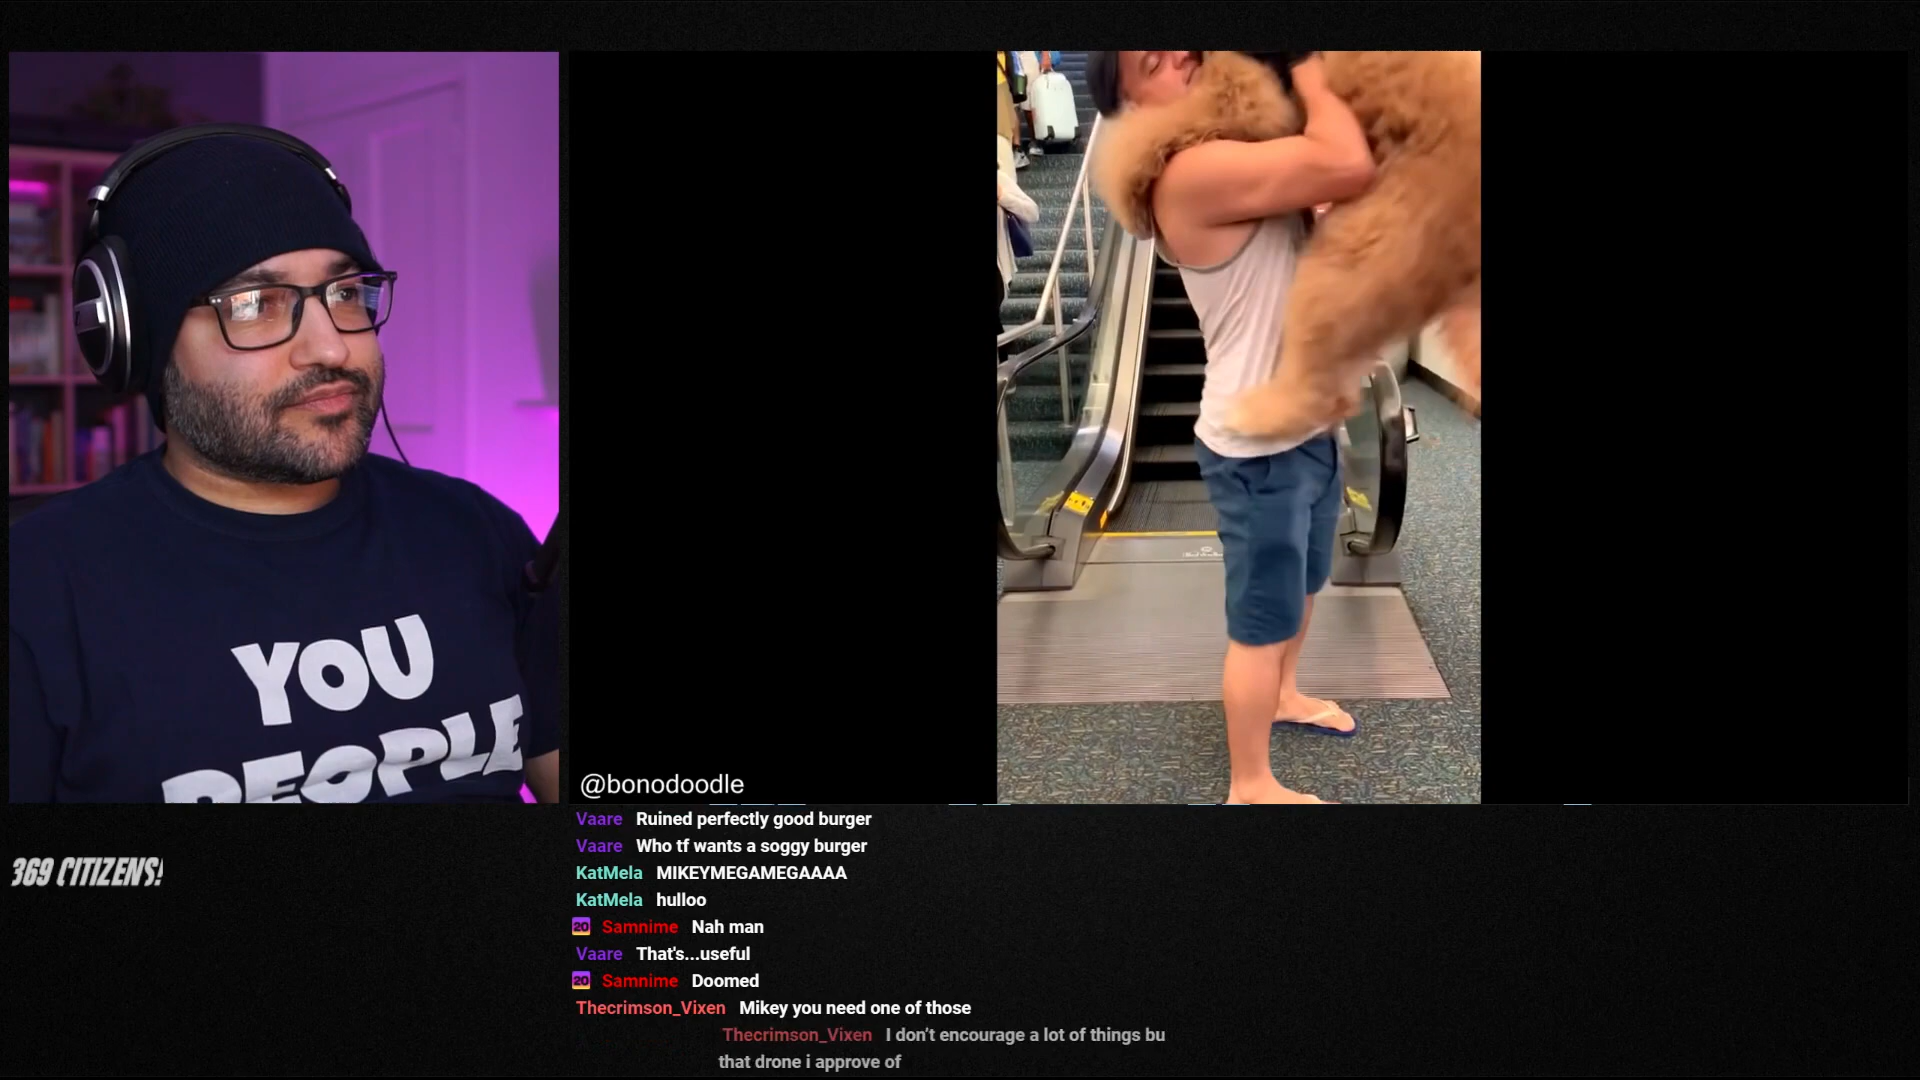 YOU
PEOPLE
@bonodoodle
369 CITIZENS!
Vaare Ruined perfectly good burger
Vaare Who tf wants a soggy burger
KatMela MIKEYMEGAMEGAAAA
KatMela hulloo
20 Samnime Nah man
Vaare That's...useful
20 Samnime Doomed
Thecrimson_Vixen Mikey you need one of those
Thecrimson_Vixen I don't encourage a lot of things bu
that drone i approve of